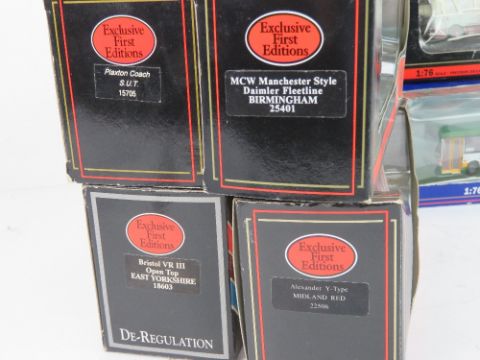 Exclusive
First
Editions
Plaxton Coach
S.U.T.
15705
Exclusive
First
Editions
MCW Manchester Style
Daimler Fleetline
BIRMINGHAM
25401
1:76
Exclusive
First
Editions
Bristol VR III
Open Top
EAST YORKSHIRE
18603
DE-REGULATION
Exclusive
First Editions
Alexander Y-Type
MIDLAND RED
22506
1:76